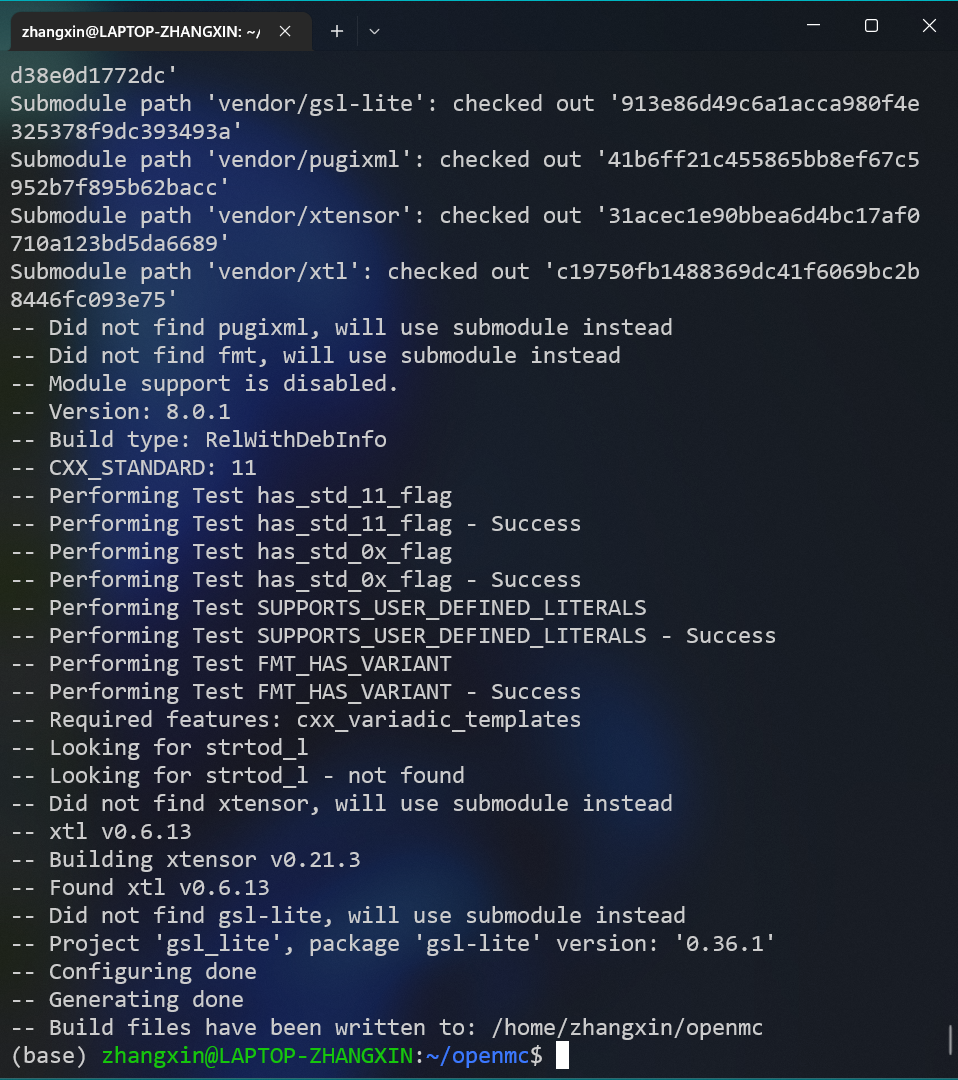 zhangxin@LAPTOP-ZHANGXIN: ~/
d38e0d1772dc'
Submodule path 'vendor/gsl-lite': checked out '913e86d49c6a1acca980f4e
325378f9dc393493a'
Submodule path 'vendor/pugixml': checked out '41b6ff21c455865bb8ef67c5
952b7f895b62bacc'
Submodule path 'vendor/xtensor': checked out '31acec1e90bbea6d4bc17af0
710a123bd5da6689'
Submodule path 'vendor/xtl': checked out 'c19750fb1488369dc41f6069bc2b
8446fc093e75'
-- Did not find pugixml, will use submodule instead
-- Did not find fmt, will use submodule instead
-- Module support is disabled.
-- Version: 8.0.1
-- Build type: RelWithDebInfo
-- CXX_STANDARD: 11
-- Performing Test has_std_11_flag
-- Performing Test has_std_11_flag - Success
-- Performing Test has_std_0x_flag
-- Performing Test has_std_0x_flag - Success
-- Performing Test SUPPORTS_USER_DEFINED_LITERALS
-- Performing Test SUPPORTS_USER_DEFINED_LITERALS - Success
-- Performing Test FMT_HAS_VARIANT
-- Performing Test FMT_HAS_VARIANT - Success
-- Required features: cxx_variadic_templates
-- Looking for strtod_l
-- Looking for strtod_l - not found
-- Did not find xtensor, will use submodule instead
-- xtl v0.6.13
-- Building xtensor v0.21.3
-- Found xtl v0.6.13
-- Did not find gsl-lite, will use submodule instead
-- Project 'gsl_lite', package 'gsl-lite' version: '0.36.1'
-- Configuring done
-- Generating done
-- Build files have been written to: /home/zhangxin/openmc
(base) zhangxin@LAPTOP-ZHANGXIN:~/openmc$